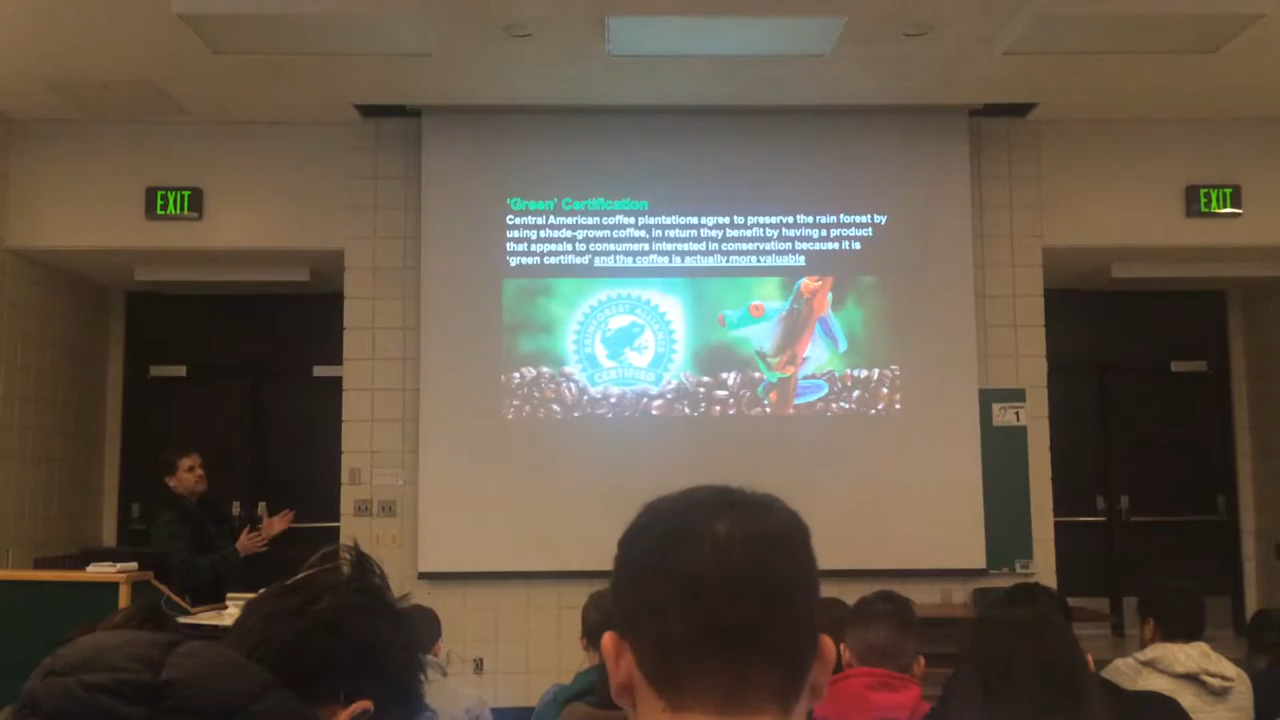 EXIT
EXIT
'Green' Certification
Central American coffee plantations agree to preserve the rain forest by
using shade-grown coffee, in return they benefit by having a product
that appeals to consumers interested in conservation because it is
'green certified' and the coffee is actually more valuable
RAINFOREST ALLIANCE
CERTIFIED
1